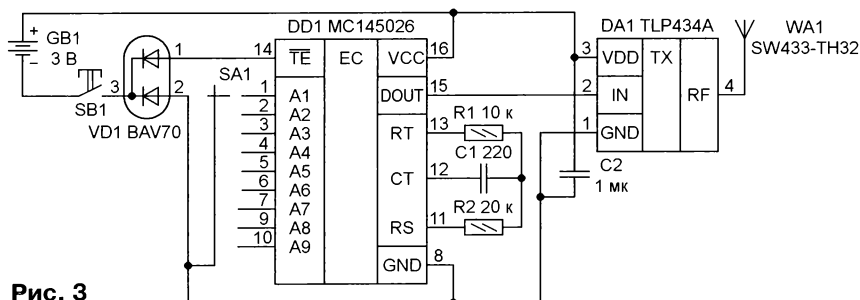 DD1 MC145026
DA1 TLP434A
WA1
SW433-TH32
+
GB1
3 В
−
SB1
3
1
2
VD1 BAV70
SA1
14
TE
EC
VCC
16
1
A1
2
A2
3
A3
4
A4
5
A5
6
A6
7
A7
9
A8
10
A9
DOUT
15
RT
13
CT
12
RS
11
GND
8
R1 10 к
C1 220
R2 20 к
3
VDD
TX
2
IN
RF
4
1
GND
C2
1 мк
Рис. 3